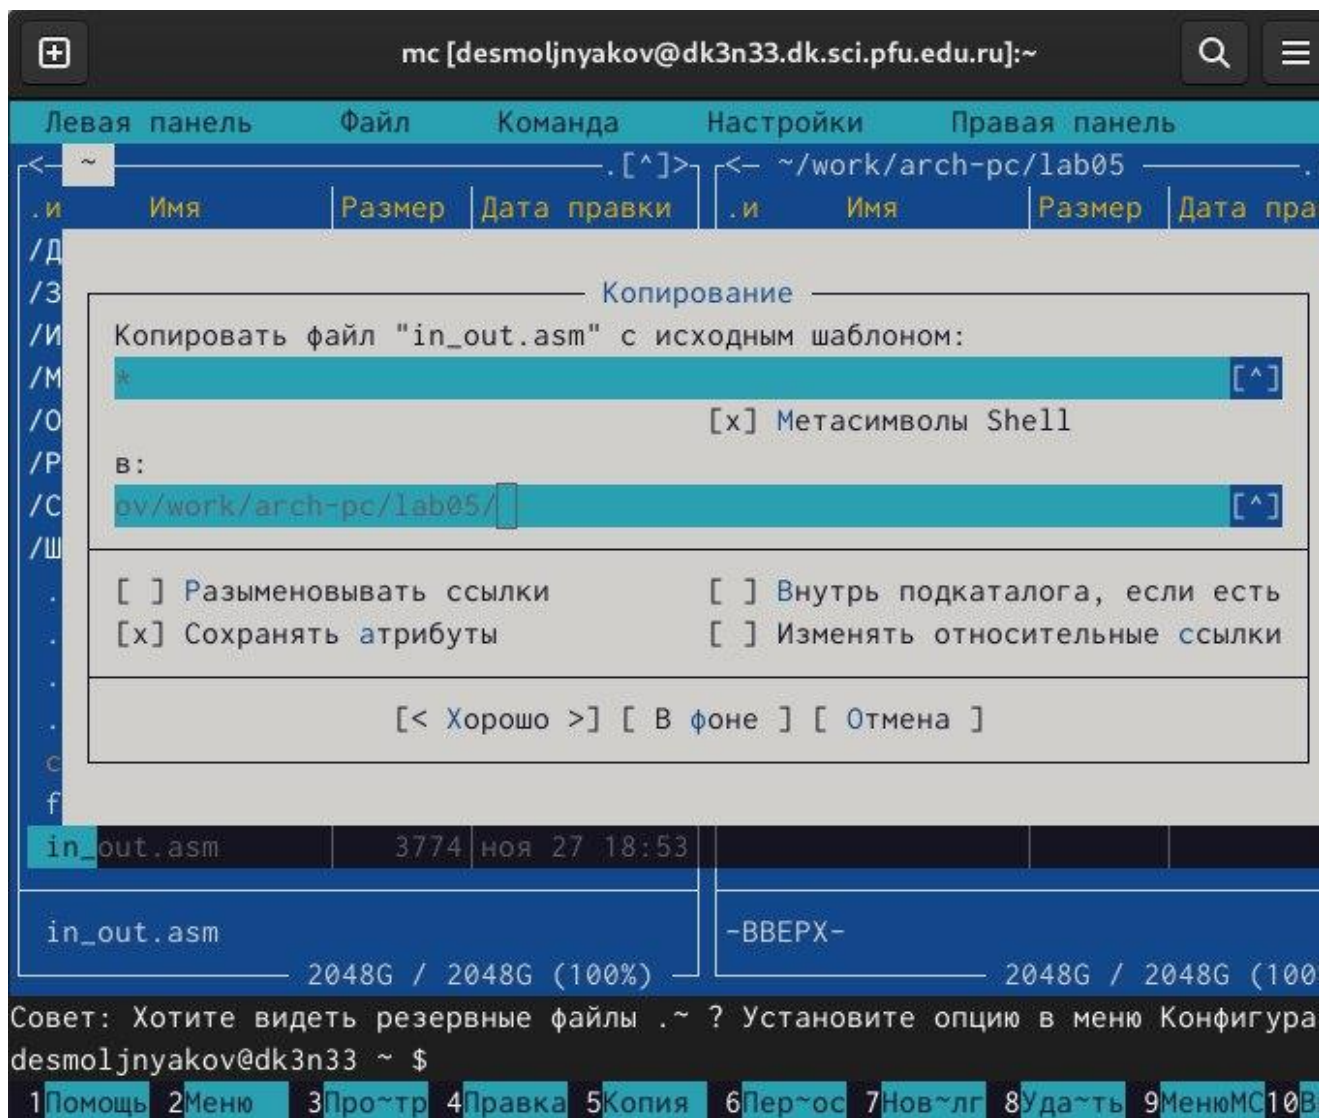 mc [desmoljnyakov@dk3n33.dk.sci.pfu.edu.ru]:~
Левая панель Файл Команда Настройки Правая панель
<— ~ .[^]> <— ~/work/arch-pc/lab05 .
.и Имя Размер Дата правки .и Имя Размер Дата пра
/Д
/З
/И
/М
/О
/Р
/С
/Ш
Копирование
Копировать файл "in_out.asm" с исходным шаблоном:
* [^]
[x] Метасимволы Shell
в:
ov/work/arch-pc/lab05/ [^]
[ ] Разыменовывать ссылки [ ] Внутрь подкаталога, если есть
[x] Сохранять атрибуты [ ] Изменять относительные ссылки
[< Хорошо >] [ В фоне ] [ Отмена ]
.
.
.
.
c
f
in_out.asm 3774 ноя 27 18:53
in_out.asm -ВВЕРХ-
2048G / 2048G (100%) 2048G / 2048G (100
Совет: Хотите видеть резервные файлы .~ ? Установите опцию в меню Конфигура
desmoljnyakov@dk3n33 ~ $
1Помощь 2Меню 3Про~тр 4Правка 5Копия 6Пер~ос 7Нов~лг 8Уда~ть 9МенюМС 10В